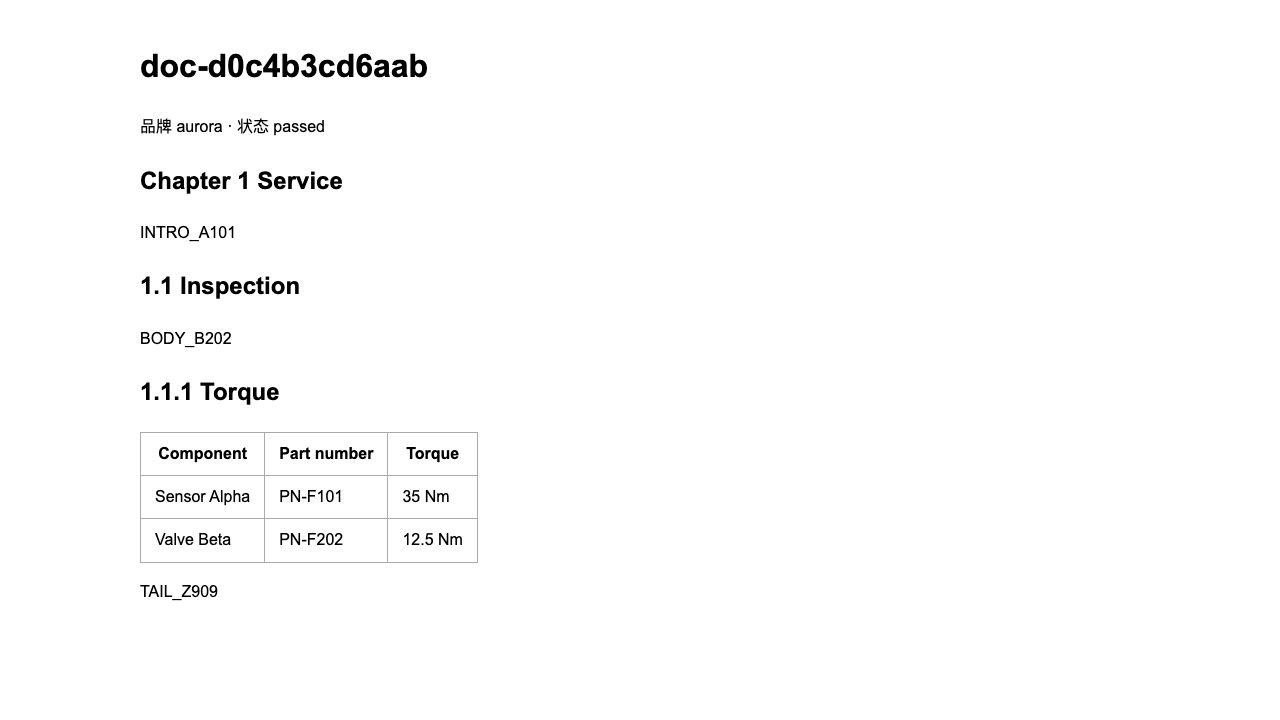 doc-d0c4b3cd6aab
品牌 aurora · 状态 passed
Chapter 1 Service
INTRO_A101
1.1 Inspection
BODY_B202
1.1.1 Torque
Component Part number Torque
Sensor Alpha PN-F101 35 Nm
Valve Beta PN-F202 12.5 Nm
TAIL_Z909